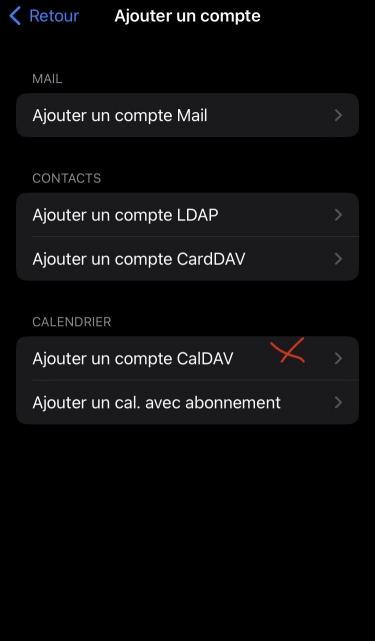 Retour Ajouter un compte
MAIL
Ajouter un compte Mail
CONTACTS
Ajouter un compte LDAP
Ajouter un compte CardDAV
CALENDRIER
Ajouter un compte CalDAV
Ajouter un cal. avec abonnement